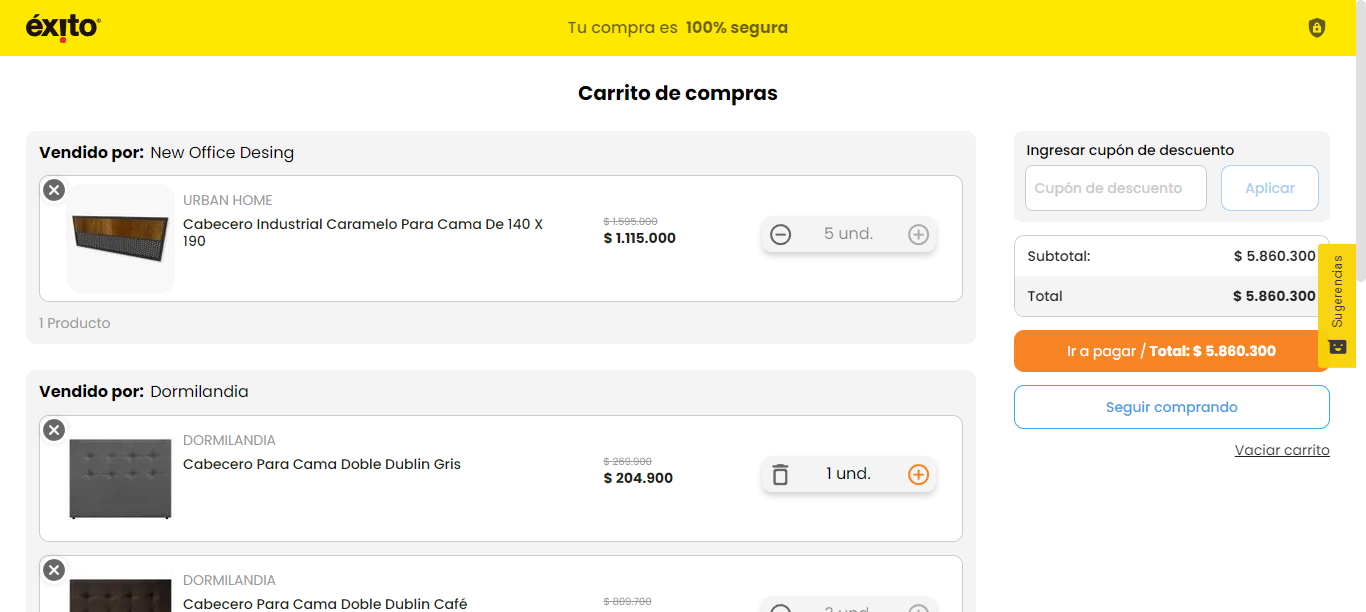 éxito
Tu compra es 100% segura
Carrito de compras
Vendido por: New Office Desing
URBAN HOME
Cabecero Industrial Caramelo Para Cama De 140 X
190
$ 1.595.000
$ 1.115.000
5 und.
1 Producto
Vendido por: Dormilandia
DORMILANDIA
Cabecero Para Cama Doble Dublin Gris
$ 269.900
$ 204.900
1 und.
DORMILANDIA
Cabecero Para Cama Doble Dublin Café
$ 809.700
Ingresar cupón de descuento
Cupón de descuento
Aplicar
Subtotal: $ 5.860.300
Total $ 5.860.300
Ir a pagar / Total: $ 5.860.300
Seguir comprando
Vaciar carrito
Sugerencias